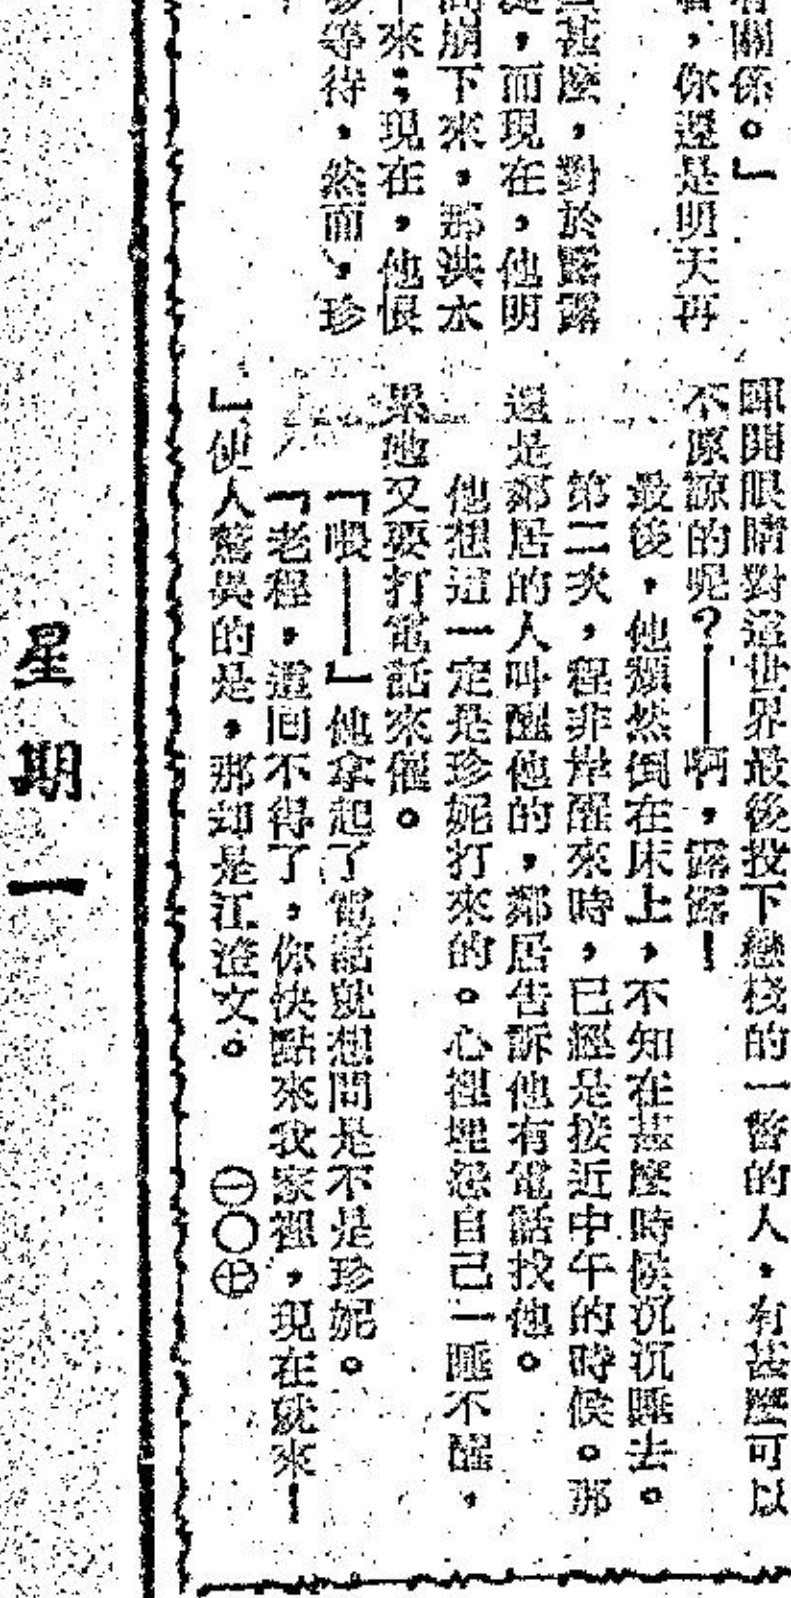 關係。」
，你還是明天再
甚麼，對於露露
，而現在，他明
崩下來，那洪水
來：現在，他恨
等待，然而，珍
睜開眼睛對這世界最後投下戀棧的一瞥的人，有甚麼可以
不原諒的呢？——啊，露露！
最後，他頹然倒在床上，不知在甚麼時候沉沉睡去。
第二次，程非岸醒來時，已經是接近中午的時候。那
還是鄰居的人叫醒他的，鄰居告訴他有電話找他。
他想這一定是珍妮打來的。心裡埋怨自己一睡不醒，
累她又要打電話來催。
「喂——」他拿起了電話就想問是不是珍妮。
「老程，這回不得了，你快點來我家裡，現在就來！
」使人驚異的是，那却是江澄文。 一〇七
星期一